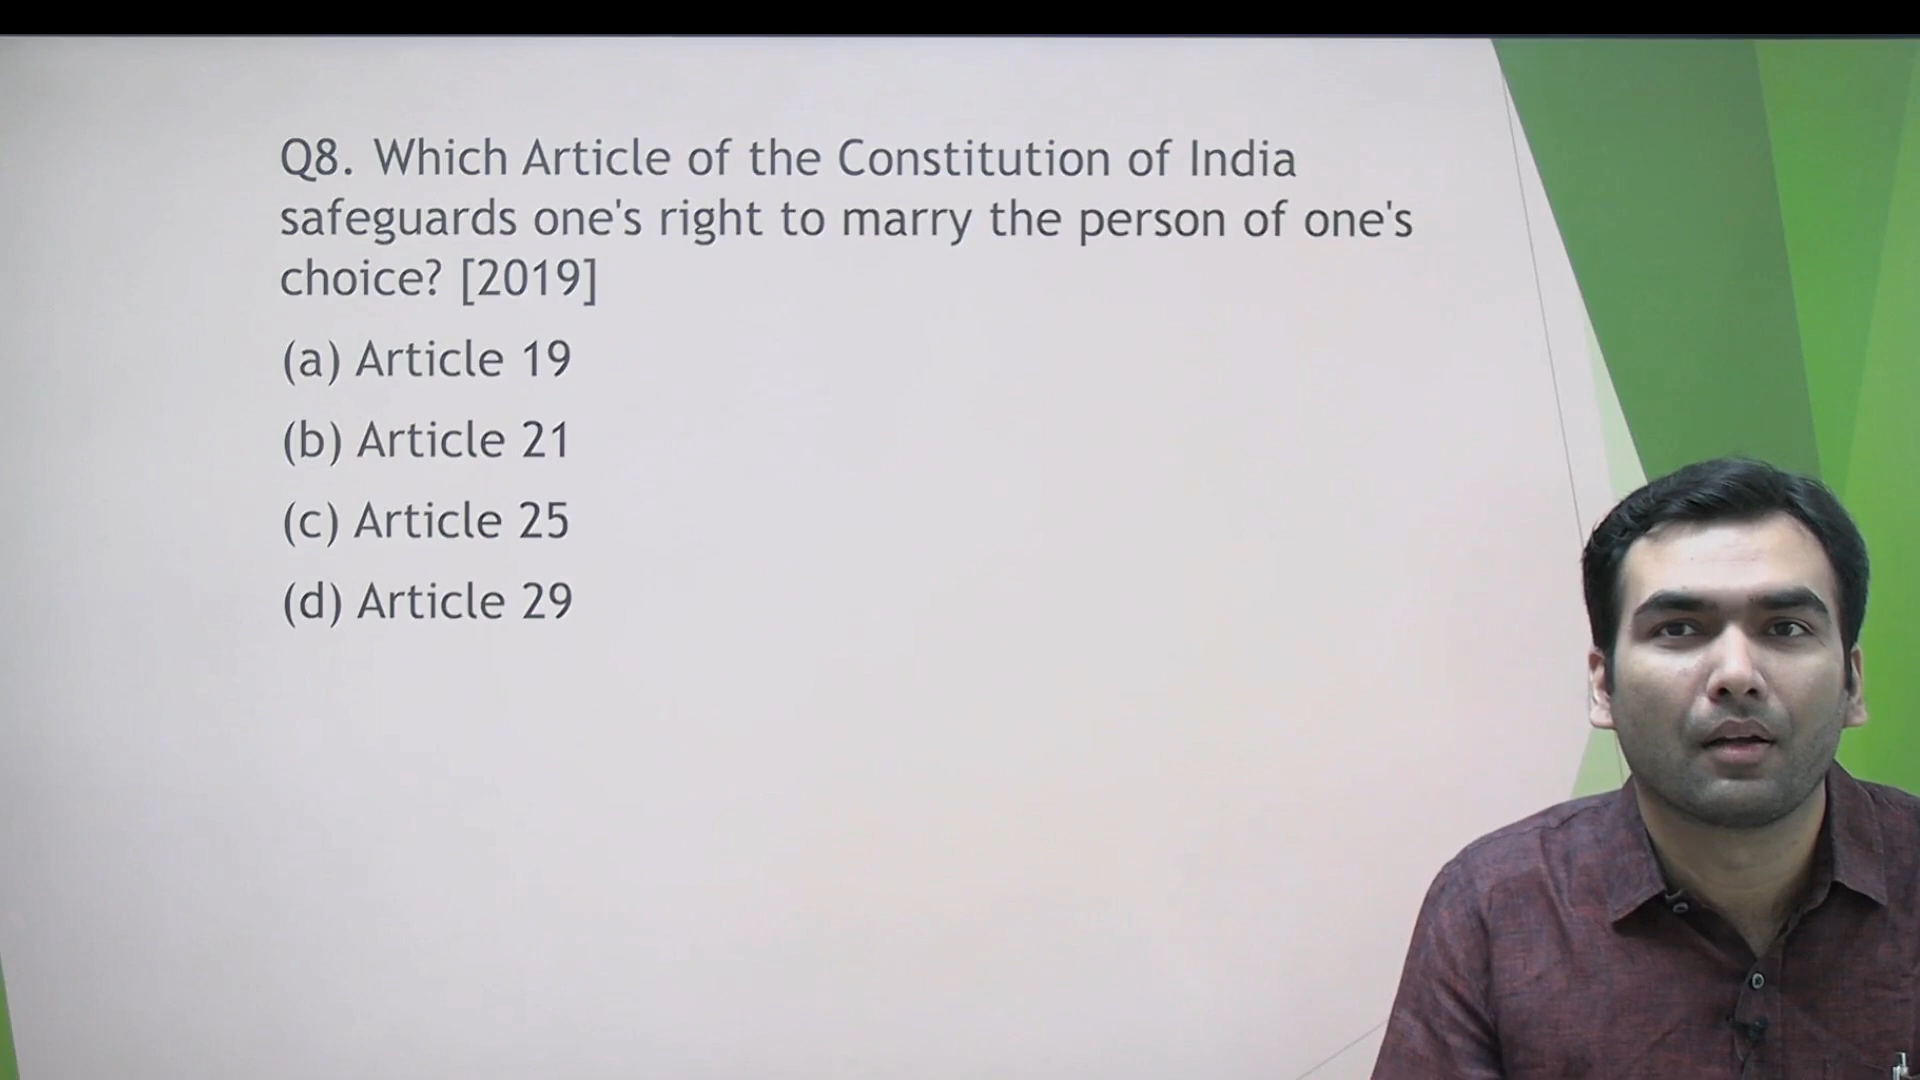 Q8. Which Article of the Constitution of India
safeguards one's right to marry the person of one's
choice? [2019]
(a) Article 19
(b) Article 21
(c) Article 25
(d) Article 29